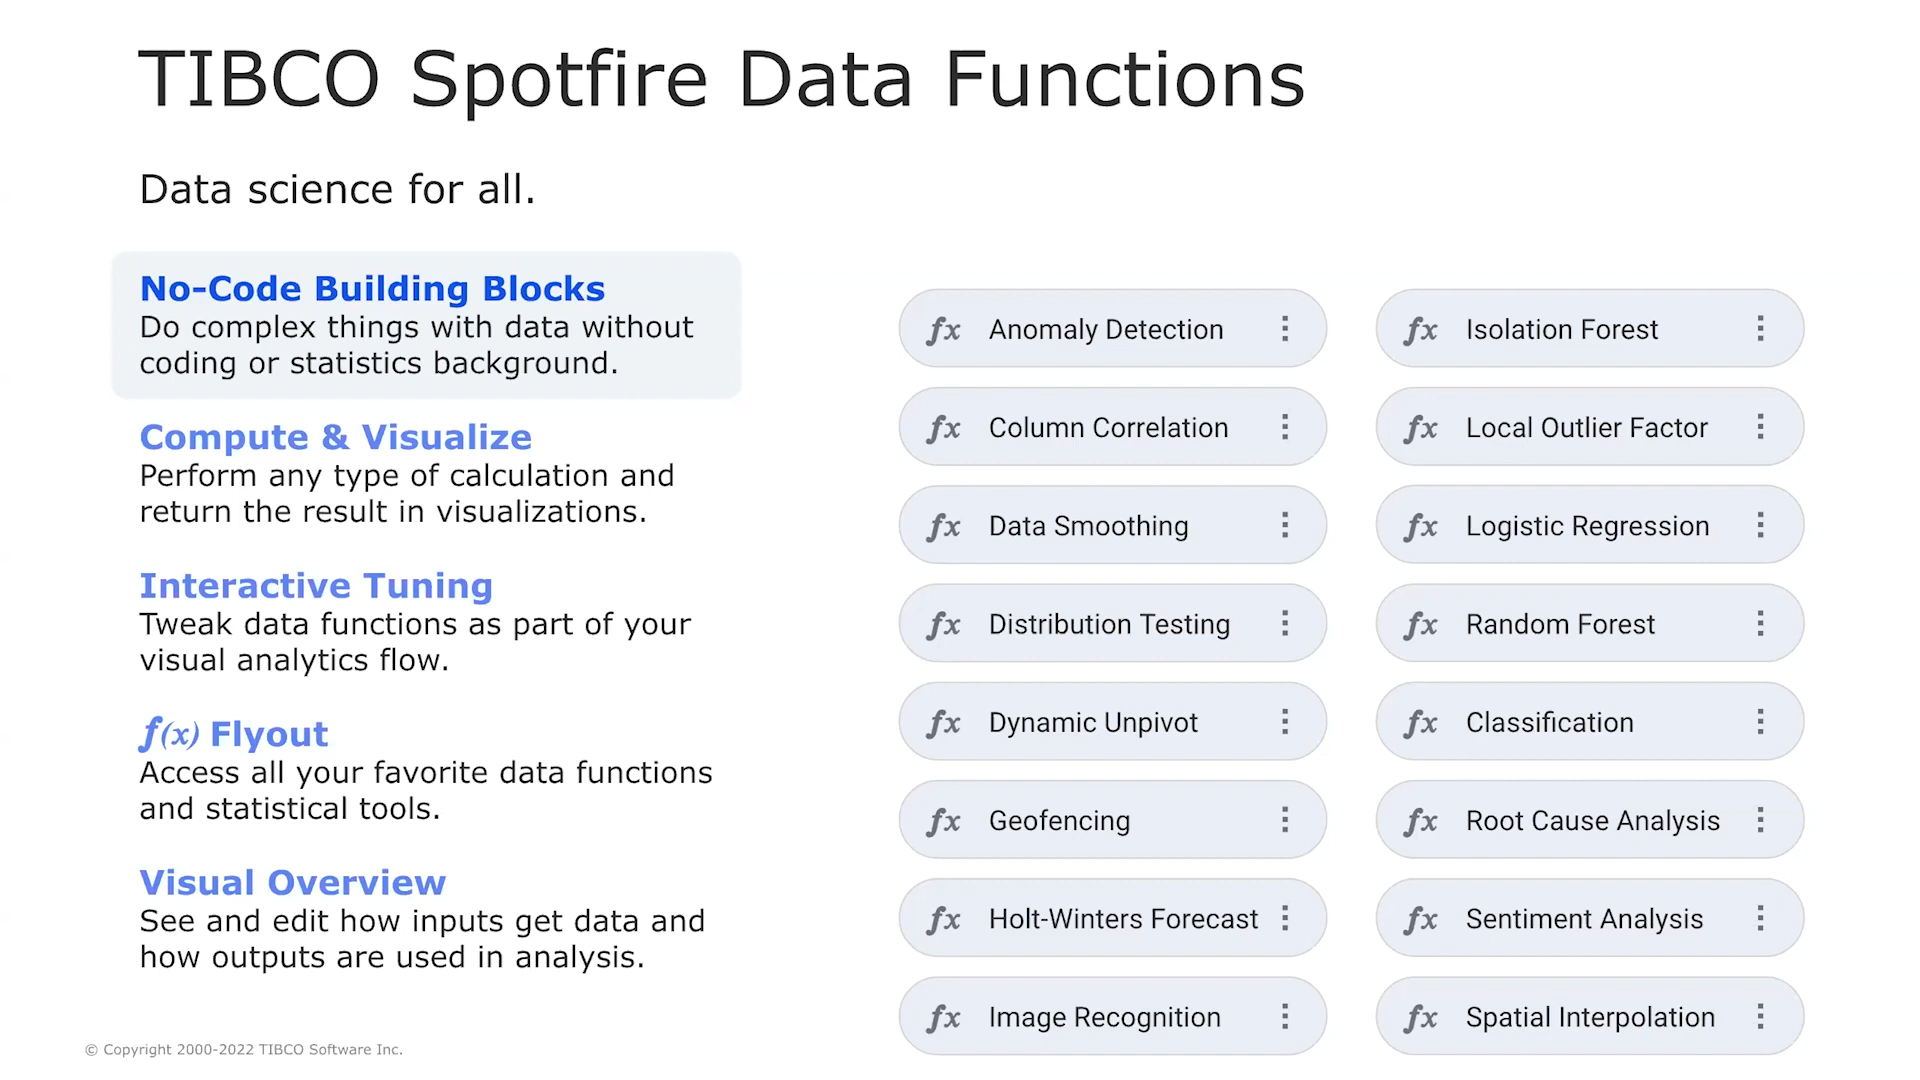 TIBCO Spotfire Data Functions
Data science for all.
No-Code Building Blocks
Do complex things with data without
coding or statistics background.
Compute & Visualize
Perform any type of calculation and
return the result in visualizations.
Interactive Tuning
Tweak data functions as part of your
visual analytics flow.
f(x) Flyout
Access all your favorite data functions
and statistical tools.
Visual Overview
See and edit how inputs get data and
how outputs are used in analysis.
fx Anomaly Detection
fx Column Correlation
fx Data Smoothing
fx Distribution Testing
fx Dynamic Unpivot
fx Geofencing
fx Holt-Winters Forecast
fx Image Recognition
fx Isolation Forest
fx Local Outlier Factor
fx Logistic Regression
fx Random Forest
fx Classification
fx Root Cause Analysis
fx Sentiment Analysis
fx Spatial Interpolation
© Copyright 2000-2022 TIBCO Software Inc.